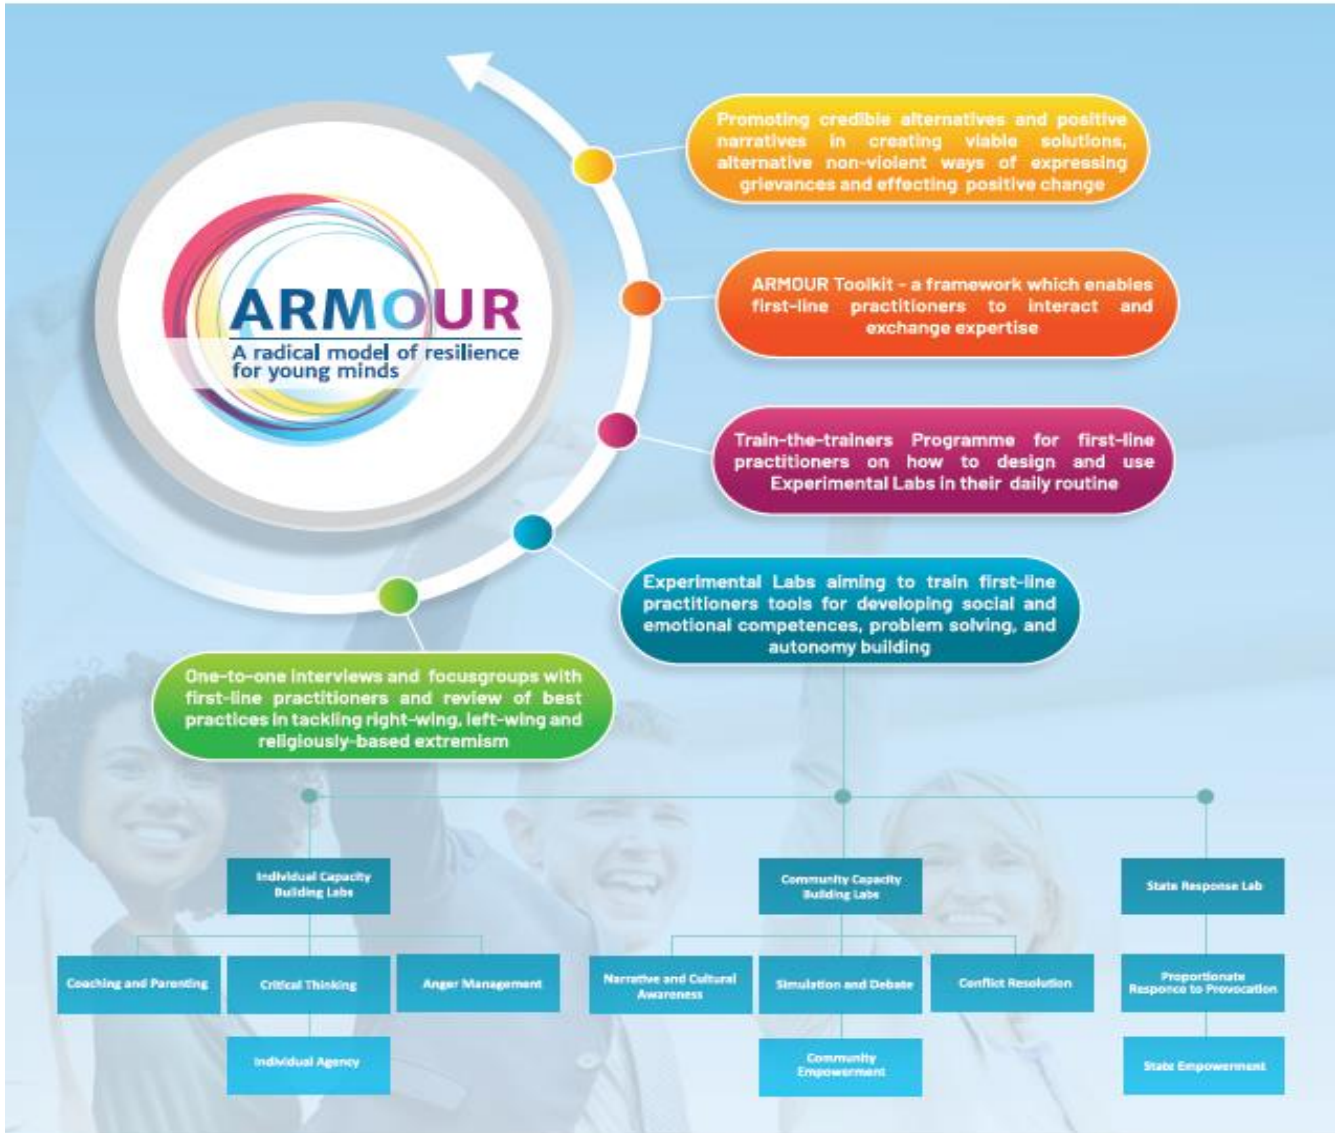 ARMOUR
A radical model of resilience
for young minds
Promoting credible alternatives and positive
narratives in creating viable solutions,
alternative non-violent ways of expressing
grievances and effecting positive change
ARMOUR Toolkit - a framework which enables
first-line practitioners to interact and
exchange expertise
Train-the-trainers Programme for first-line
practitioners on how to design and use
Experimental Labs in their daily routine
Experimental Labs aiming to train first-line
practitioners tools for developing social and
emotional competences, problem solving, and
autonomy building
One-to-one interviews and focusgroups with
first-line practitioners and review of best
practices in tackling right-wing, left-wing and
religiously-based extremism
Individual Capacity
Building Labs
Community Capacity
Building Labs
State Response Lab
Coaching and Parenting
Critical Thinking
Anger Management
Narrative and Cultural
Awareness
Simulation and Debate
Conflict Resolution
Proportionate
Responce to Provocation
Individual Agency
Community
Empowerment
State Empowerment